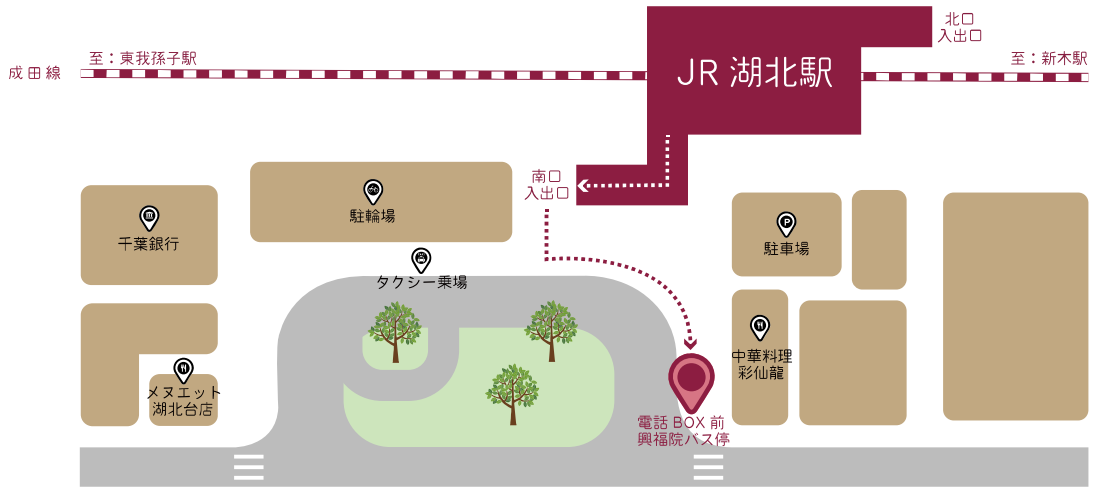 北口
入出口
至：東我孫子駅
至：新木駅
成田線
JR 湖北駅
南口
入出口
駐輪場
千葉銀行
駐車場
P
タクシー乗場
中華料理
彩仙龍
メヌエット
湖北台店
電話 BOX 前
興福院バス停